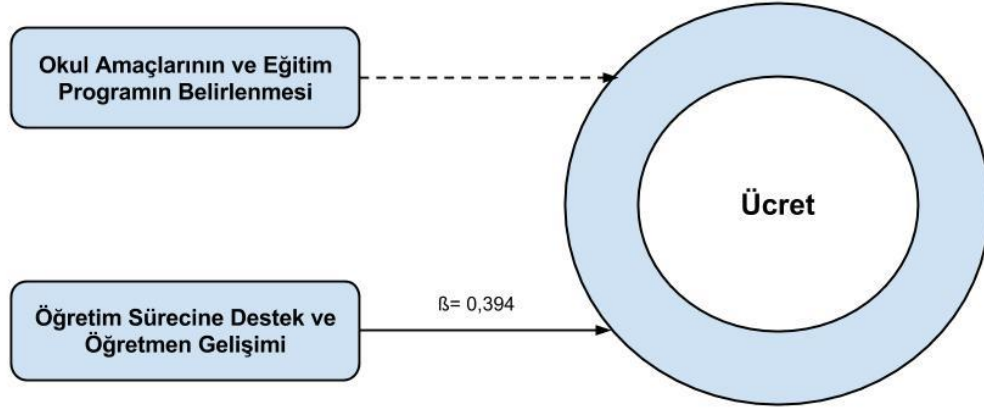 Okul Amaçlarının ve Eğitim
Programın Belirlenmesi
Ücret
ß= 0,394
Öğretim Sürecine Destek ve
Öğretmen Gelişimi